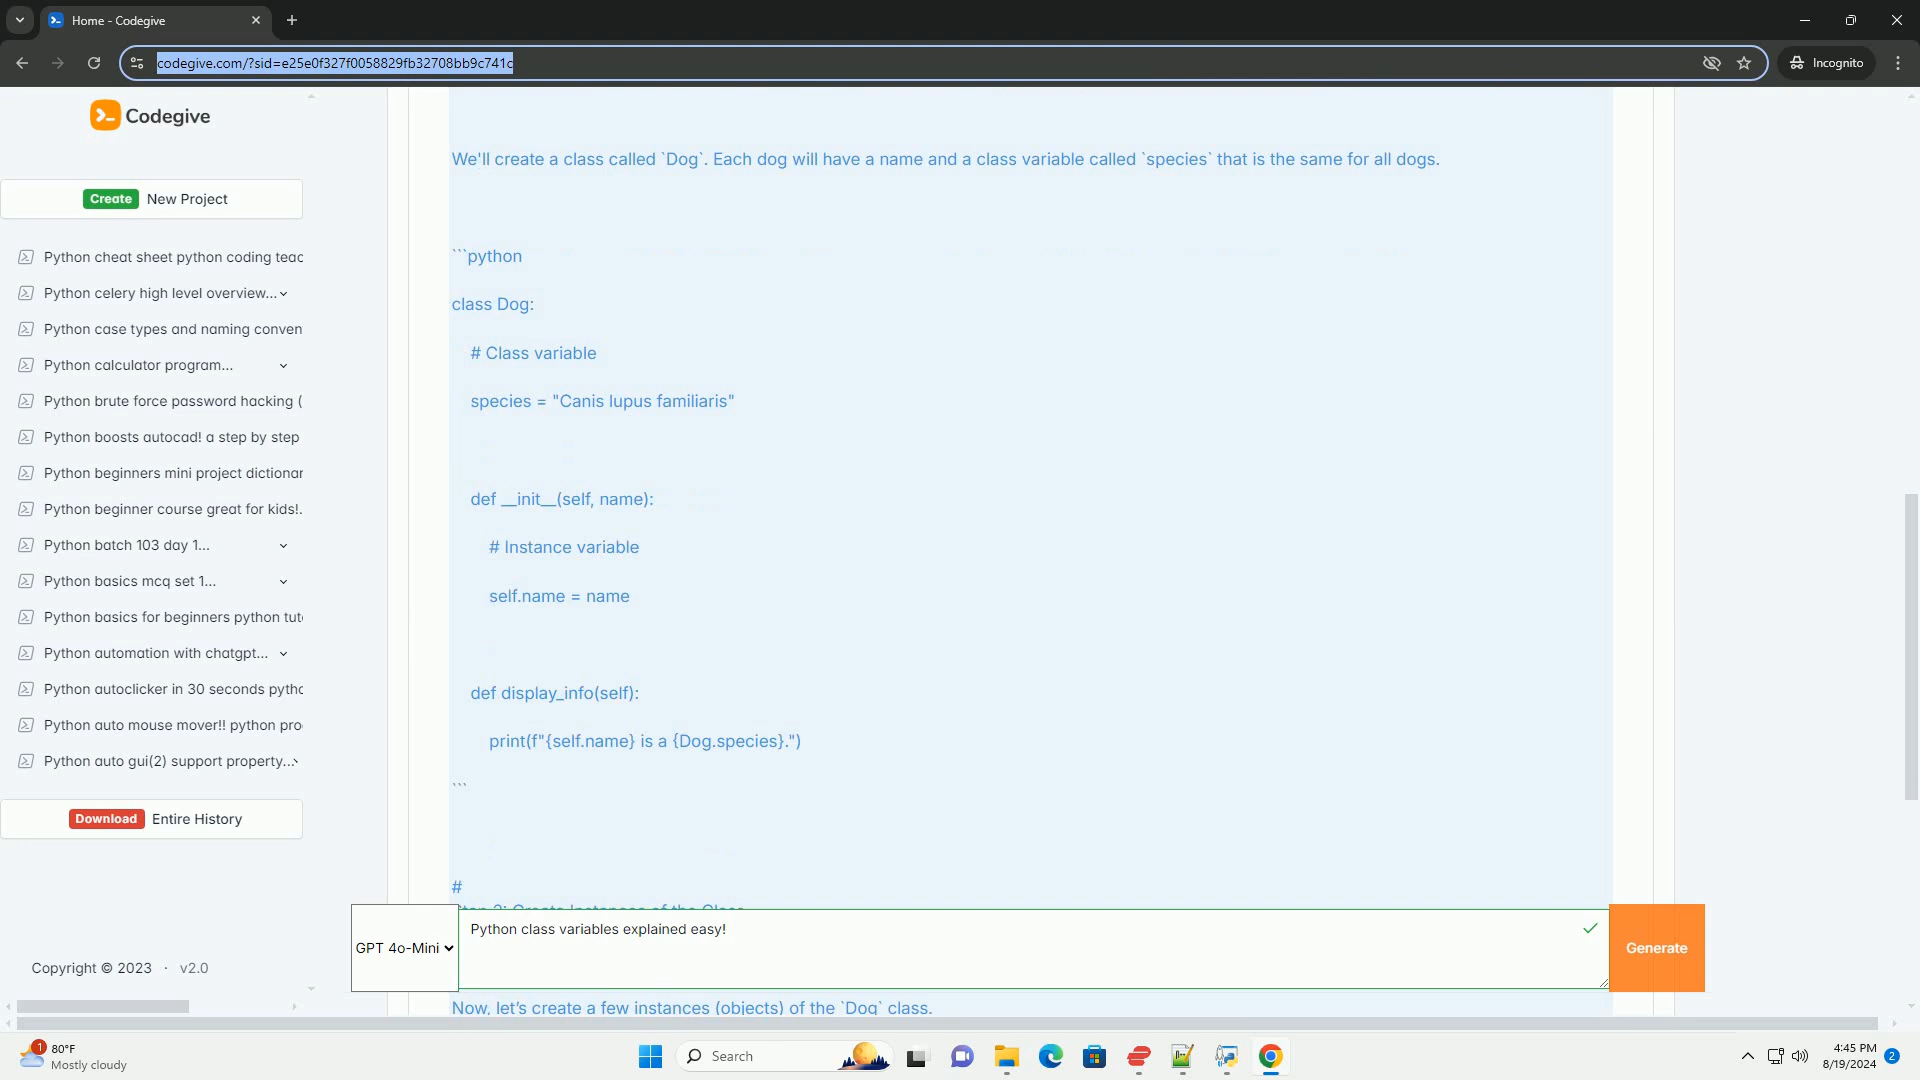 Home - Codegive
codegive.com/?sid=e25e0f327f0058829fb32708bb9c741c
Incognito
Codegive
Create New Project
Python cheat sheet python coding teac
Python celery high level overview...
Python case types and naming conven
Python calculator program...
Python brute force password hacking (
Python boosts autocad! a step by step
Python beginners mini project dictionar
Python beginner course great for kids!.
Python batch 103 day 1...
Python basics mcq set 1...
Python basics for beginners python tut
Python automation with chatgpt...
Python autoclicker in 30 seconds pytho
Python auto mouse mover!! python pro
Python auto gui(2) support property...
Download Entire History
Copyright © 2023 · v2.0
We'll create a class called `Dog`. Each dog will have a name and a class variable called `species` that is the same for all dogs.
```python
class Dog:
# Class variable
species = "Canis lupus familiaris"
def __init__(self, name):
# Instance variable
self.name = name
def display_info(self):
print(f"{self.name} is a {Dog.species}.")
```
#
GPT 4o-Mini
Python class variables explained easy!
Generate
Now, let's create a few instances (objects) of the `Dog` class.
1
80°F
Mostly cloudy
Search
4:45 PM
8/19/2024
2